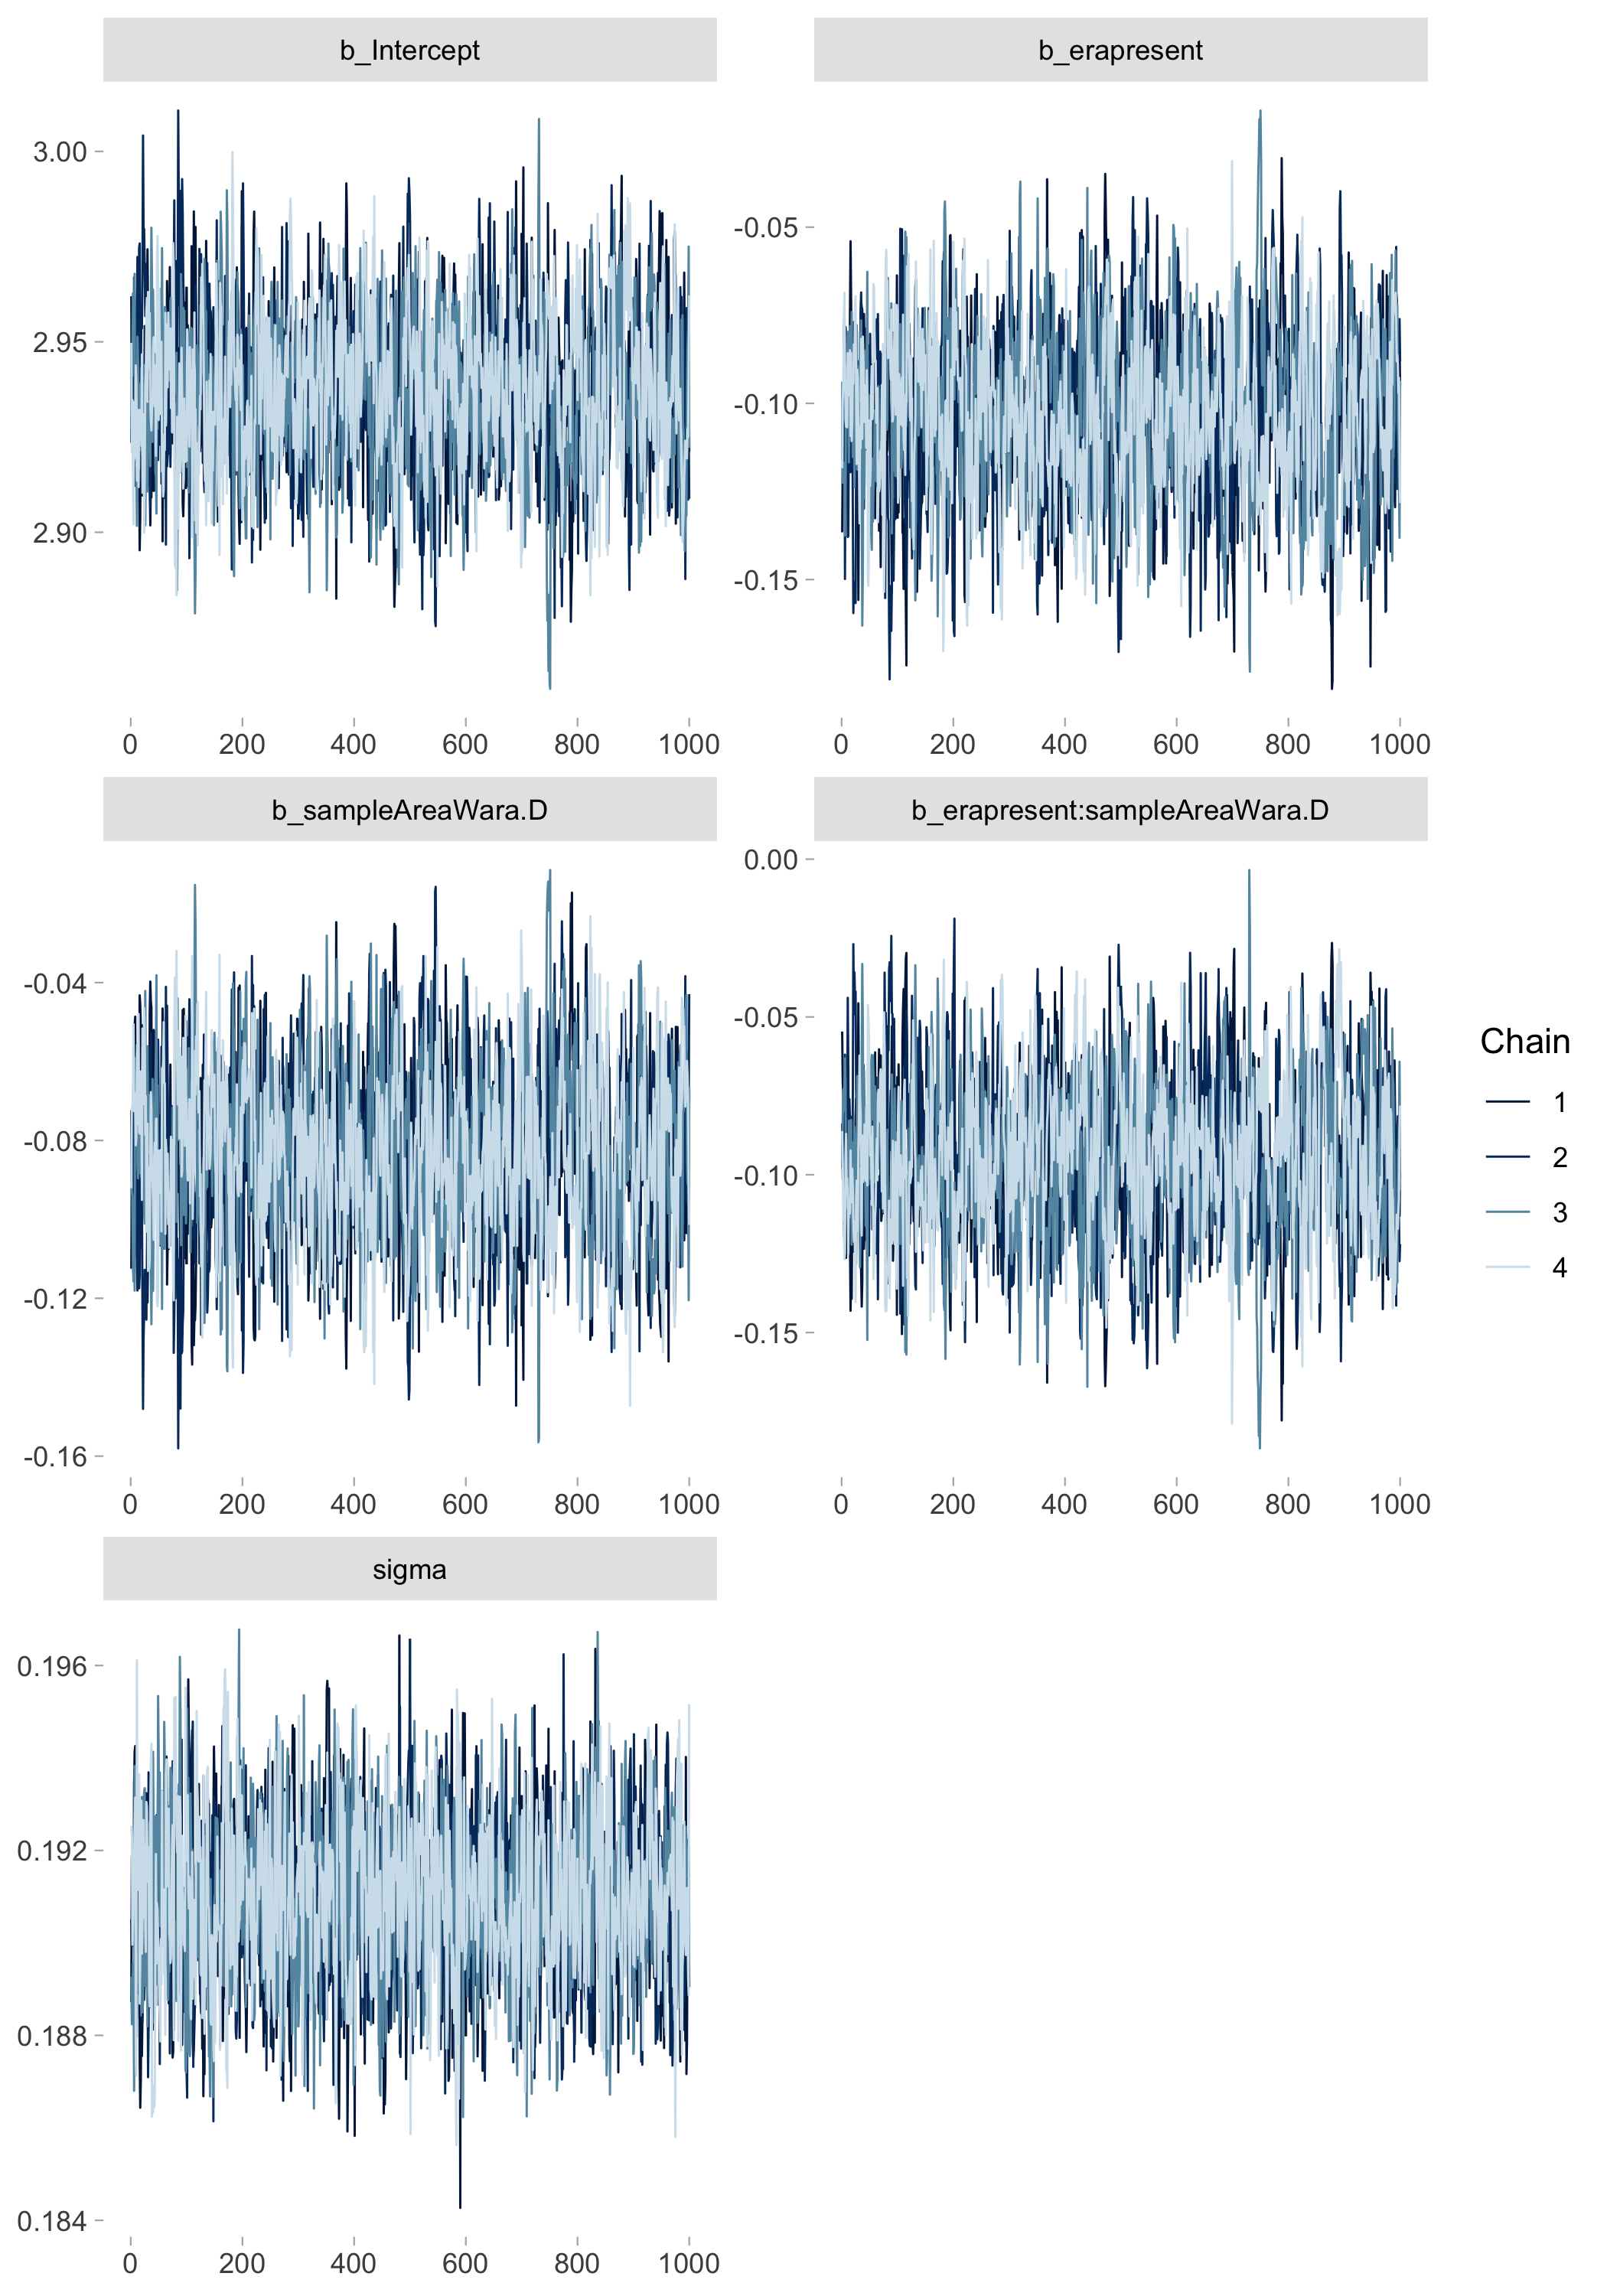 b_Intercept
b_erapresent
3.00
2.95
2.90
-0.05
-0.10
-0.15
0 200 400 600 800 1000
0 200 400 600 800 1000
b_sampleAreaWara.D
b_erapresent:sampleAreaWara.D
-0.04
-0.08
-0.12
-0.16
0.00
-0.05
-0.10
-0.15
0 200 400 600 800 1000
0 200 400 600 800 1000
Chain
1
2
3
4
sigma
0.196
0.192
0.188
0.184
0 200 400 600 800 1000